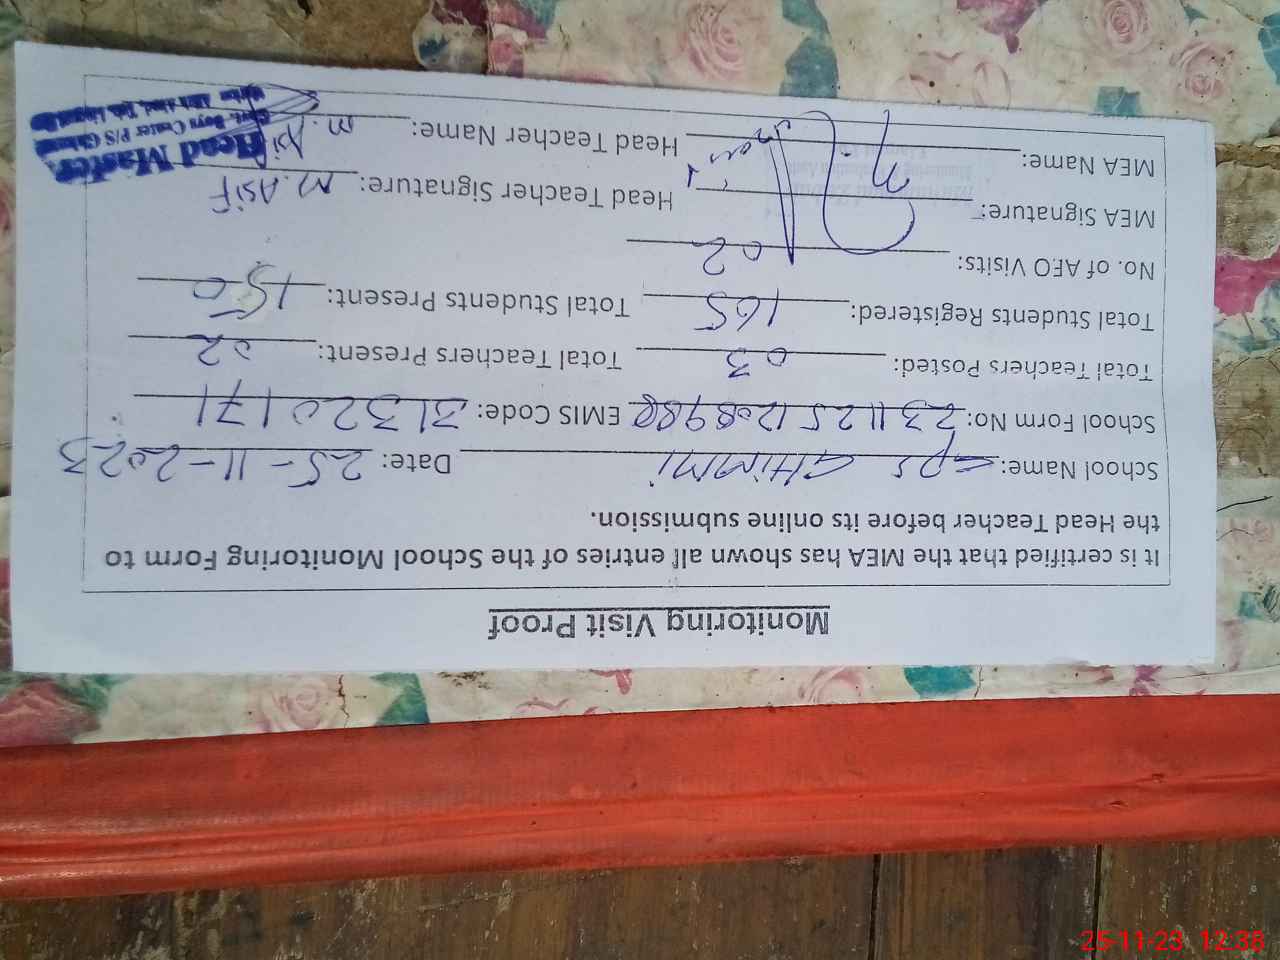 Monitoring Visit Proof
It is certified that the MEA has shown all entries of the School Monitoring Form to
the Head Teacher before its online submission.
School Name: GPS GHIMMI Date: 25-11-2023
School Form No: EMIS Code: 31320171
Total Teachers Posted: 03 Total Teachers Present: 02
Total Students Registered: 165 Total Students Present: 150
No. of AEO Visits: 02
MEA Signature: Head Teacher Signature: M. ASIF
MEA Name: Head Teacher Name: M. Asif
Head Master
Govt. Boys Center P/S
25-11-23 12:38